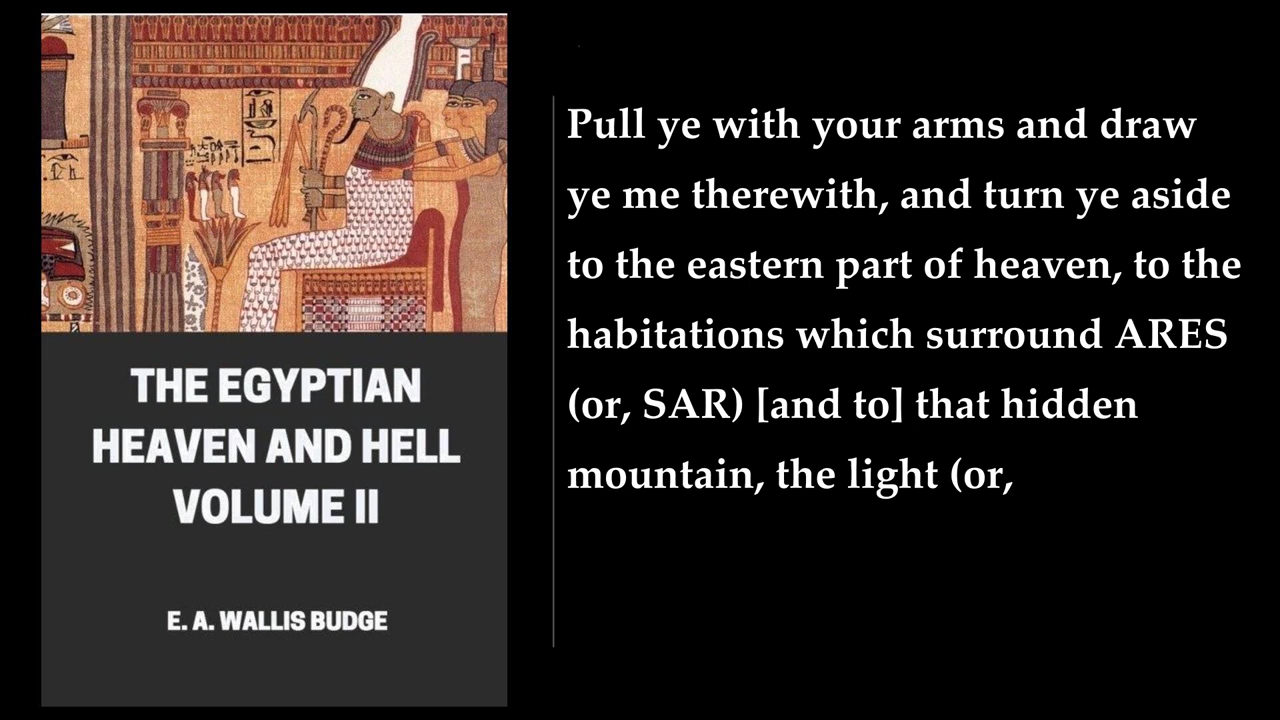 THE EGYPTIAN
HEAVEN AND HELL
VOLUME II
E. A. WALLIS BUDGE
Pull ye with your arms and draw
ye me therewith, and turn ye aside
to the eastern part of heaven, to the
habitations which surround ARES
(or, SAR) [and to] that hidden
mountain, the light (or,